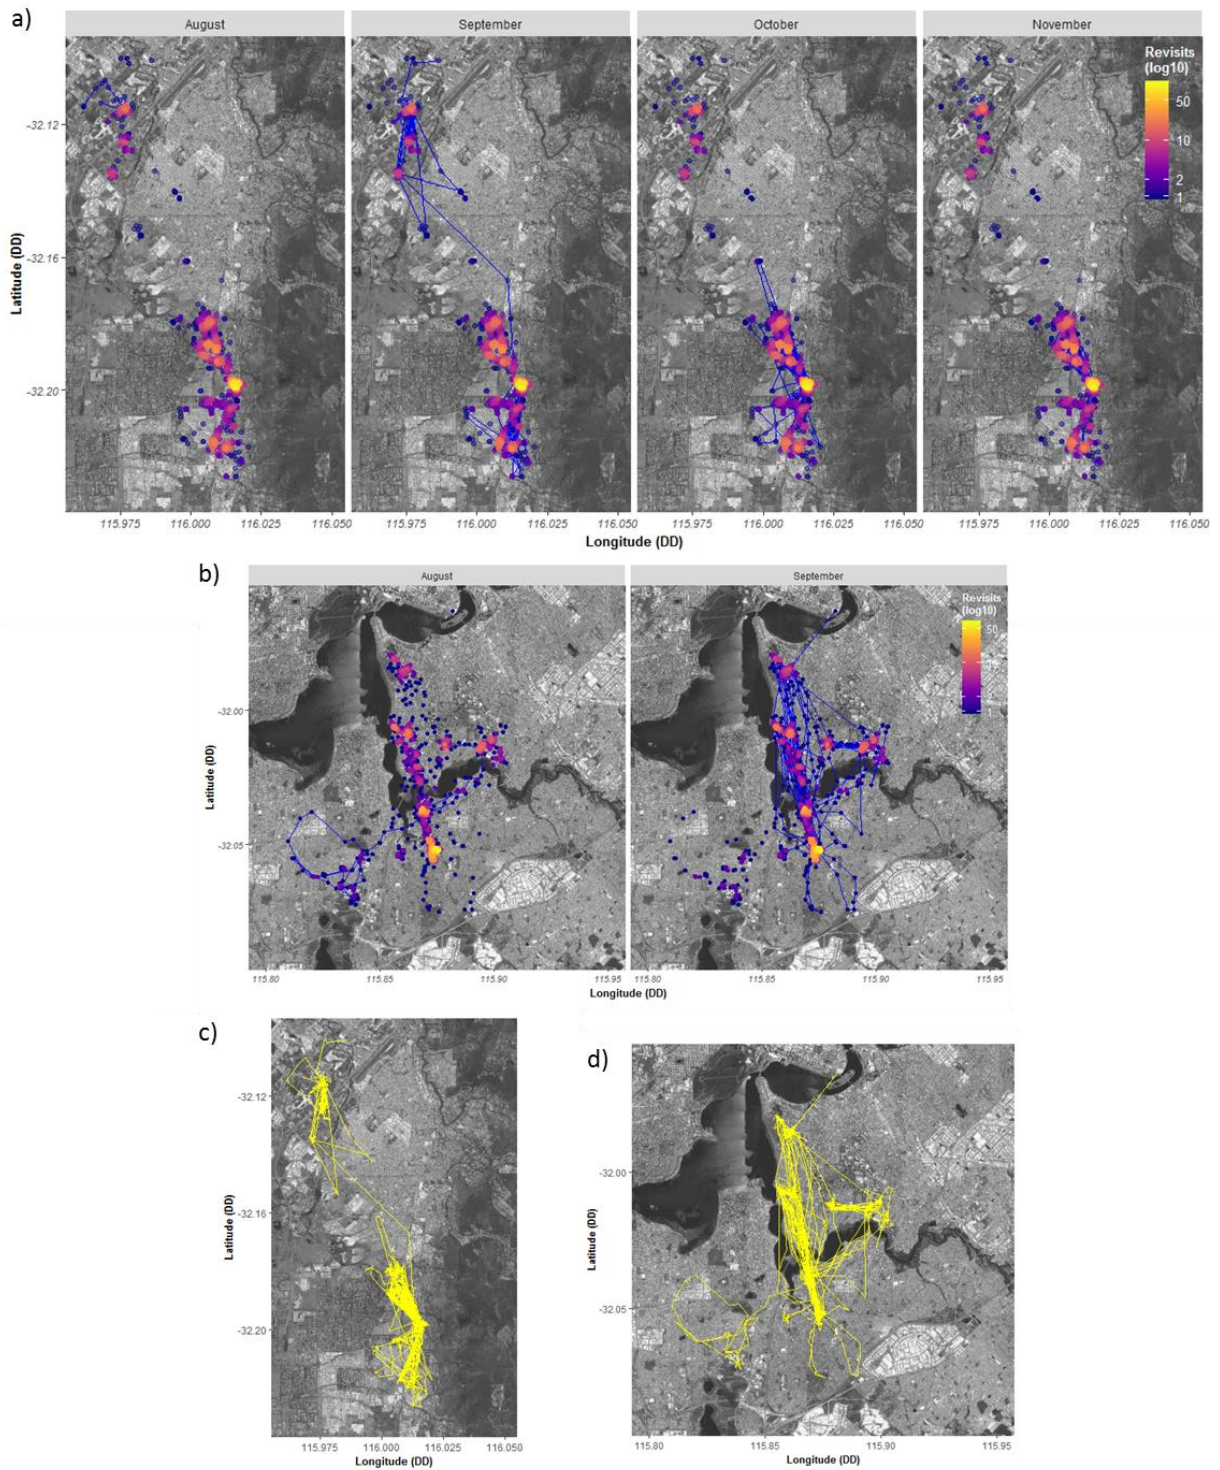 a)
August
September
October
November
Revisits
(log10)
50
10
2
1
-32.12
-32.16
-32.20
Latitude (DD)
115.975
116.000
116.025
116.050
115.975
116.000
116.025
116.050
115.975
116.000
116.025
116.050
115.975
116.000
116.025
116.050
Longitude (DD)
b)
August
September
Revisits
(log10)
50
1
-32.00
-32.05
Latitude (DD)
115.80
115.85
115.90
115.95
115.80
115.85
115.90
115.95
Longitude (DD)
c)
-32.12
-32.16
-32.20
Latitude (DD)
115.975
116.000
116.025
116.050
Longitude (DD)
d)
-32.00
-32.05
Latitude (DD)
115.80
115.85
115.90
115.95
Longitude (DD)